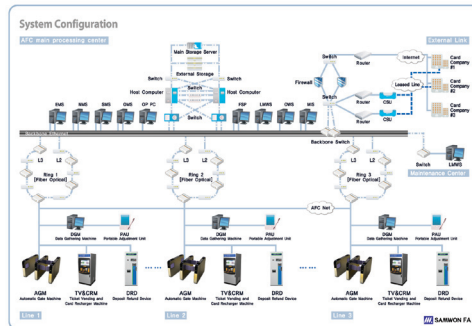 System Configuration
AFC main processing center
External Link
Main Storage Server
External Storage
Switch
Switch
Host Computer
Host Computer
Switch
Switch
Router
Internet
Card Company #1
Firewall
Leased Line
Switch
Router
CSU
Card Company #2
Router
CSU
Card Company
BMS
NMS
SMS
OMS
OP PC
FEP
LMWS
OWS
MIS
Backbone Ethernet
Backbone Switch
Switch
LMWS
Maintenance Center
L3
L2
Ring 1
[Fiber Optical]
L3
L2
Ring 2
[Fiber Optical]
L3
L2
Ring 3
[Fiber Optical]
AFC Net
DGM
Data Gathering Machine
PAU
Portable Adjustment Unit
DGM
Data Gathering Machine
PAU
Portable Adjustment Unit
DGM
Data Gathering Machine
PAU
Portable Adjustment Unit
AGM
Automatic Gate Machine
TV&CRM
Ticket Vending and
Card Recharger Machine
DRD
Deposit Refund Device
AGM
Automatic Gate Machine
TV&CRM
Ticket Vending and
Card Recharger Machine
DRD
Deposit Refund Device
AGM
Automatic Gate Machine
TV&CRM
Ticket Vending and
Card Recharger Machine
DRD
Deposit Refund Device
Line 1
Line 2
Line 3
SAMWON FA